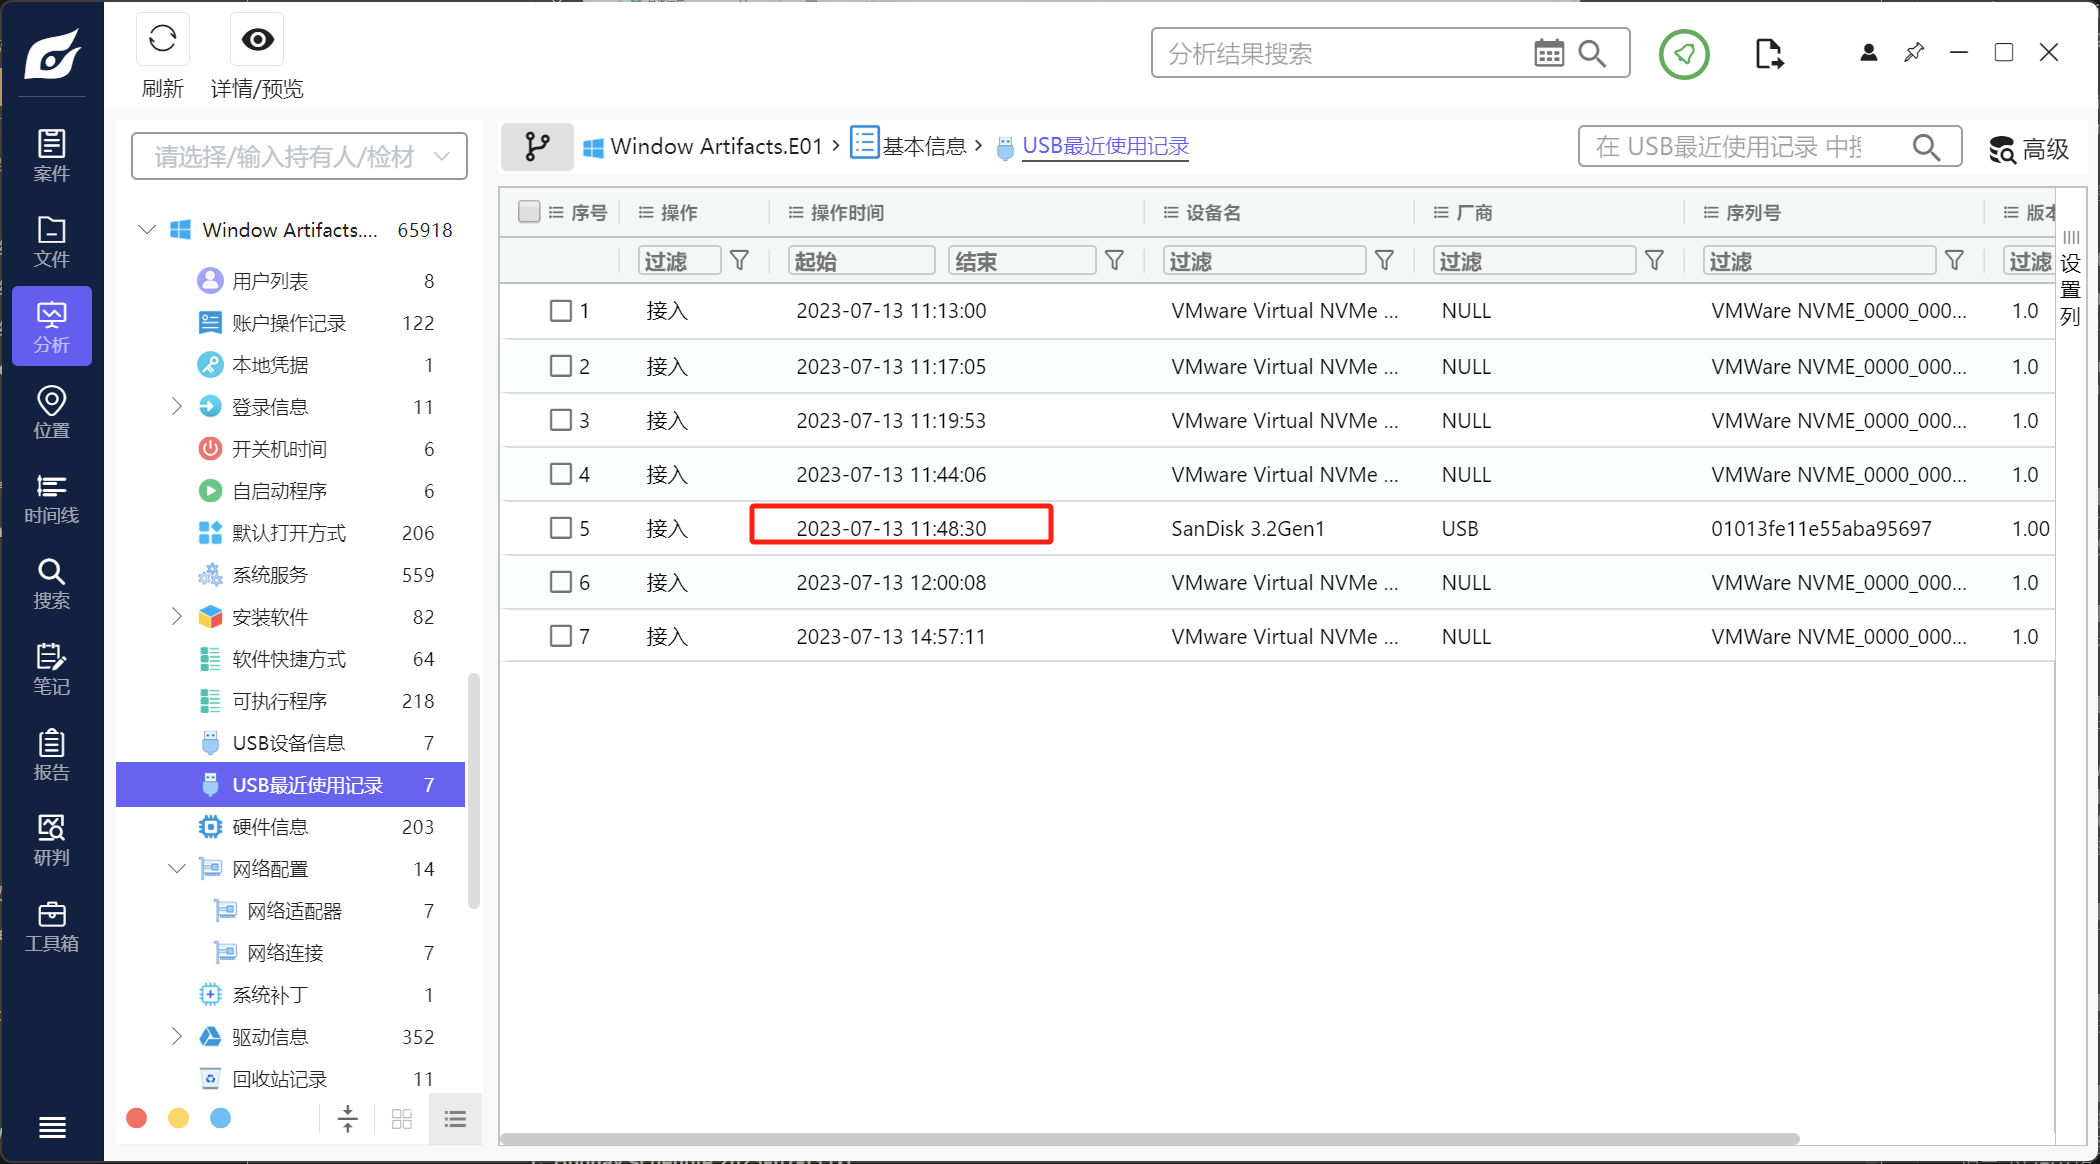 刷新
详情/预览
分析结果搜索
案件
文件
分析
位置
时间线
搜索
笔记
报告
研判
工具箱
请选择/输入持有人/检材
Window Artifacts.... 65918
用户列表 8
账户操作记录 122
本地凭据 1
登录信息 11
开关机时间 6
自启动程序 6
默认打开方式 206
系统服务 559
安装软件 82
软件快捷方式 64
可执行程序 218
USB设备信息 7
USB最近使用记录 7
硬件信息 203
网络配置 14
网络适配器 7
网络连接 7
系统补丁 1
驱动信息 352
回收站记录 11
Window Artifacts.E01 > 基本信息 > USB最近使用记录
在 USB最近使用记录 中
高级
序号 操作 操作时间 设备名 厂商 序列号 版本
过滤 起始 结束 过滤 过滤 过滤 过滤
1 接入 2023-07-13 11:13:00 VMware Virtual NVMe ... NULL VMWare NVME_0000_000... 1.0
2 接入 2023-07-13 11:17:05 VMware Virtual NVMe ... NULL VMWare NVME_0000_000... 1.0
3 接入 2023-07-13 11:19:53 VMware Virtual NVMe ... NULL VMWare NVME_0000_000... 1.0
4 接入 2023-07-13 11:44:06 VMware Virtual NVMe ... NULL VMWare NVME_0000_000... 1.0
5 接入 2023-07-13 11:48:30 SanDisk 3.2Gen1 USB 01013fe11e55aba95697 1.00
6 接入 2023-07-13 12:00:08 VMware Virtual NVMe ... NULL VMWare NVME_0000_000... 1.0
7 接入 2023-07-13 14:57:11 VMware Virtual NVMe ... NULL VMWare NVME_0000_000... 1.0
设置列